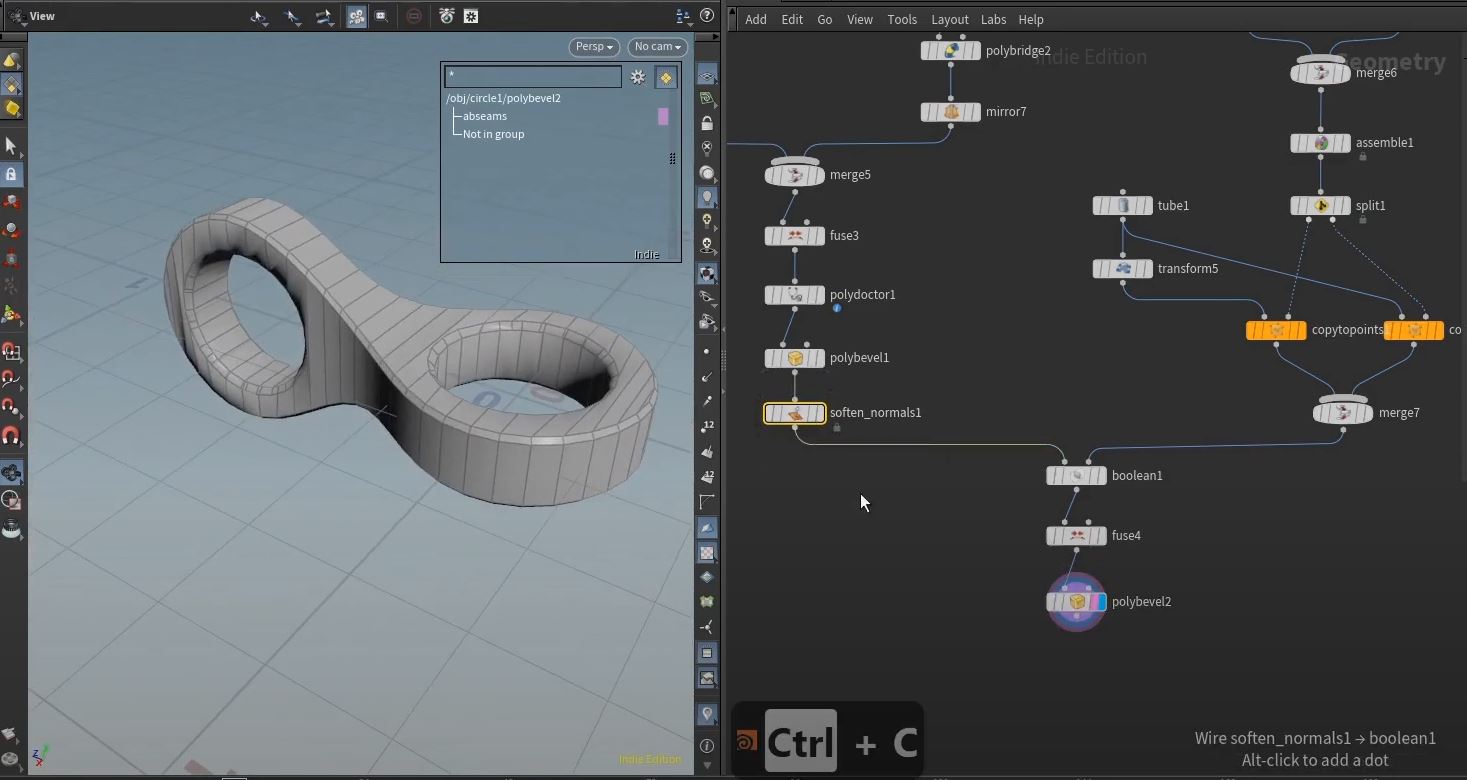 View
Persp
No cam
*
/obj/circle1/polybevel2
abseams
Not in group
Indie
12
12
z
x
Indie Edition
Add Edit Go View Tools Layout Labs Help
Indie Edition
Geometry
polybridge2
mirror7
merge5
fuse3
polydoctor1
polybevel1
soften_normals1
tube1
transform5
merge6
assemble1
split1
copytopoints
co
merge7
boolean1
fuse4
polybevel2
Ctrl + C
Wire soften_normals1 → boolean1
Alt-click to add a dot